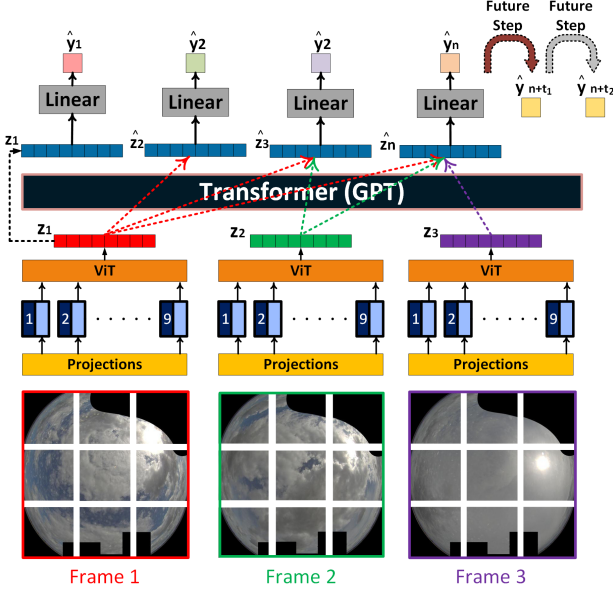 Future Step
Future Step
ŷ1
ŷ2
ŷ2
ŷn
ŷ n+t1
ŷ n+t2
Linear
Linear
Linear
Linear
z1
ẑ2
ẑ3
ẑn
Transformer (GPT)
z1
z2
z3
ViT
ViT
ViT
1 2 · · · · · 9
1 2 · · · · · 9
1 2 · · · · · 9
Projections
Projections
Projections
Frame 1
Frame 2
Frame 3